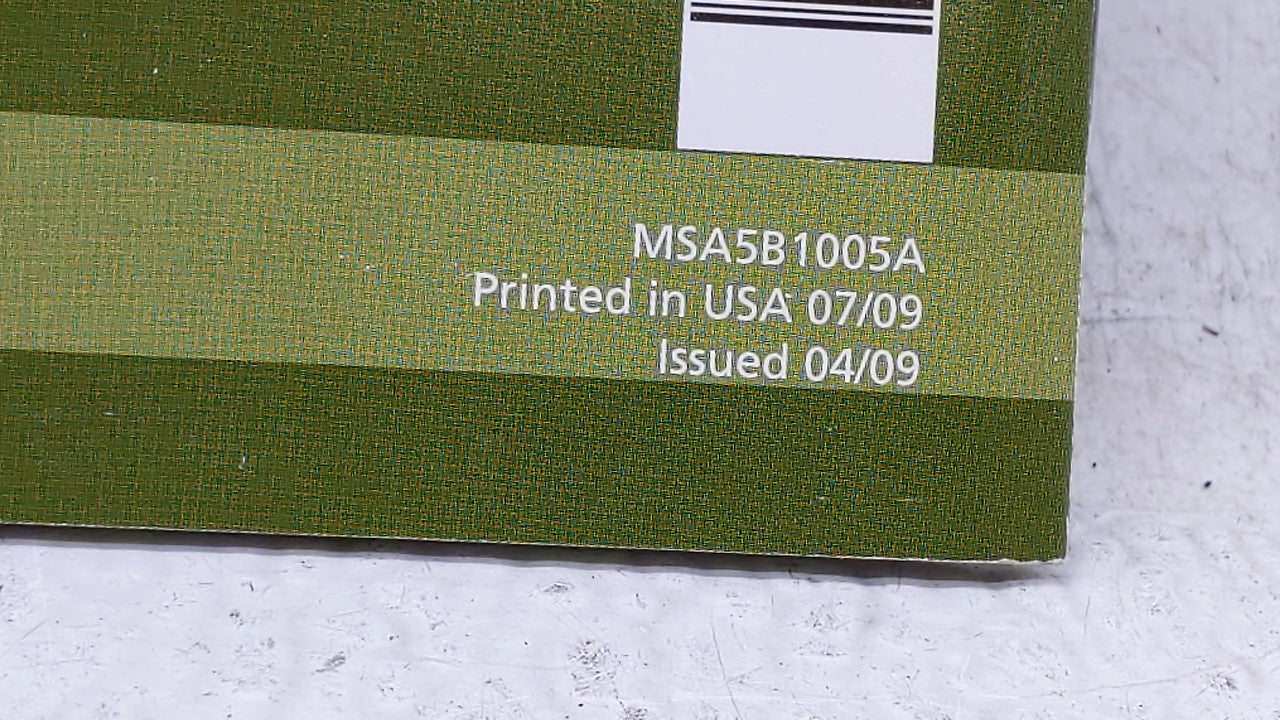 MSA5B1005A
Printed in USA 07/09
Issued 04/09